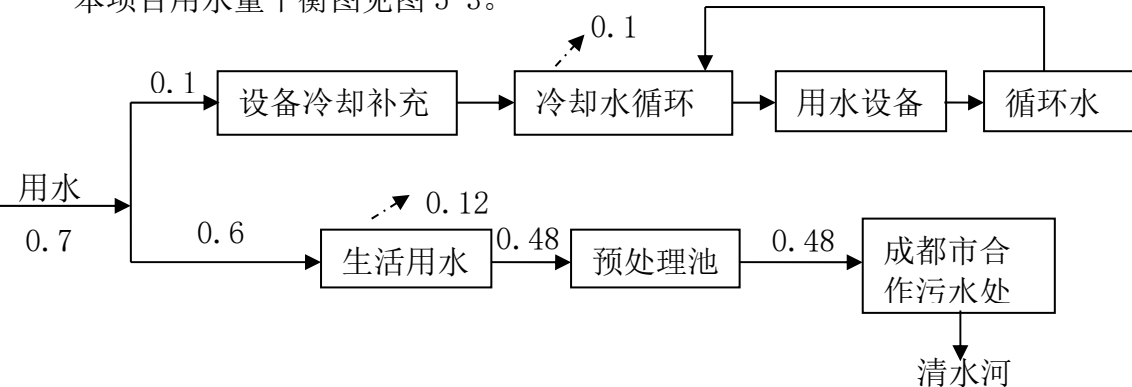 本项目用水量平衡图见图 5-3。
0.1
0.1
设备冷却补充
冷却水循环
用水设备
循环水
用水
0.7
0.6
0.12
生活用水
0.48
预处理池
0.48
成都市合
作污水处
清水河